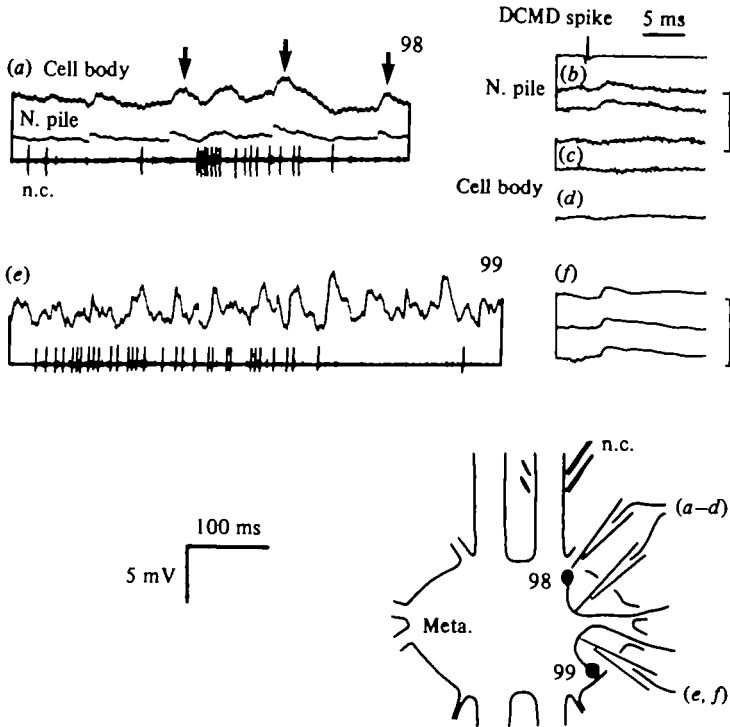 DCMD spike 5 ms
98
(a) Cell body
(b)
N. pile
N. pile
(c)
n.c.
Cell body
(d)
99
(e)
(f)
n.c.
(a–d)
100 ms
98
5 mV
Meta.
99
(e, f)